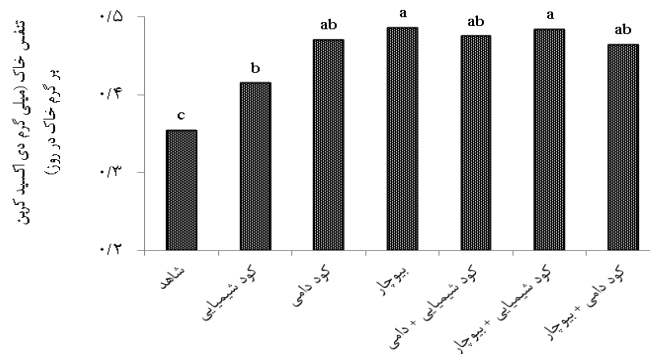 تنفس خاک (میلی گرم دی اکسید کربن
بر گرم خاک در روز)
۰/۵
۰/۴
۰/۳
۰/۲
c
b
ab
a
ab
a
ab
شاهد
کود شیمیایی
کود دامی
بیوچار
کود شیمیایی + دامی
کود شیمیایی + بیوچار
کود دامی + بیوچار